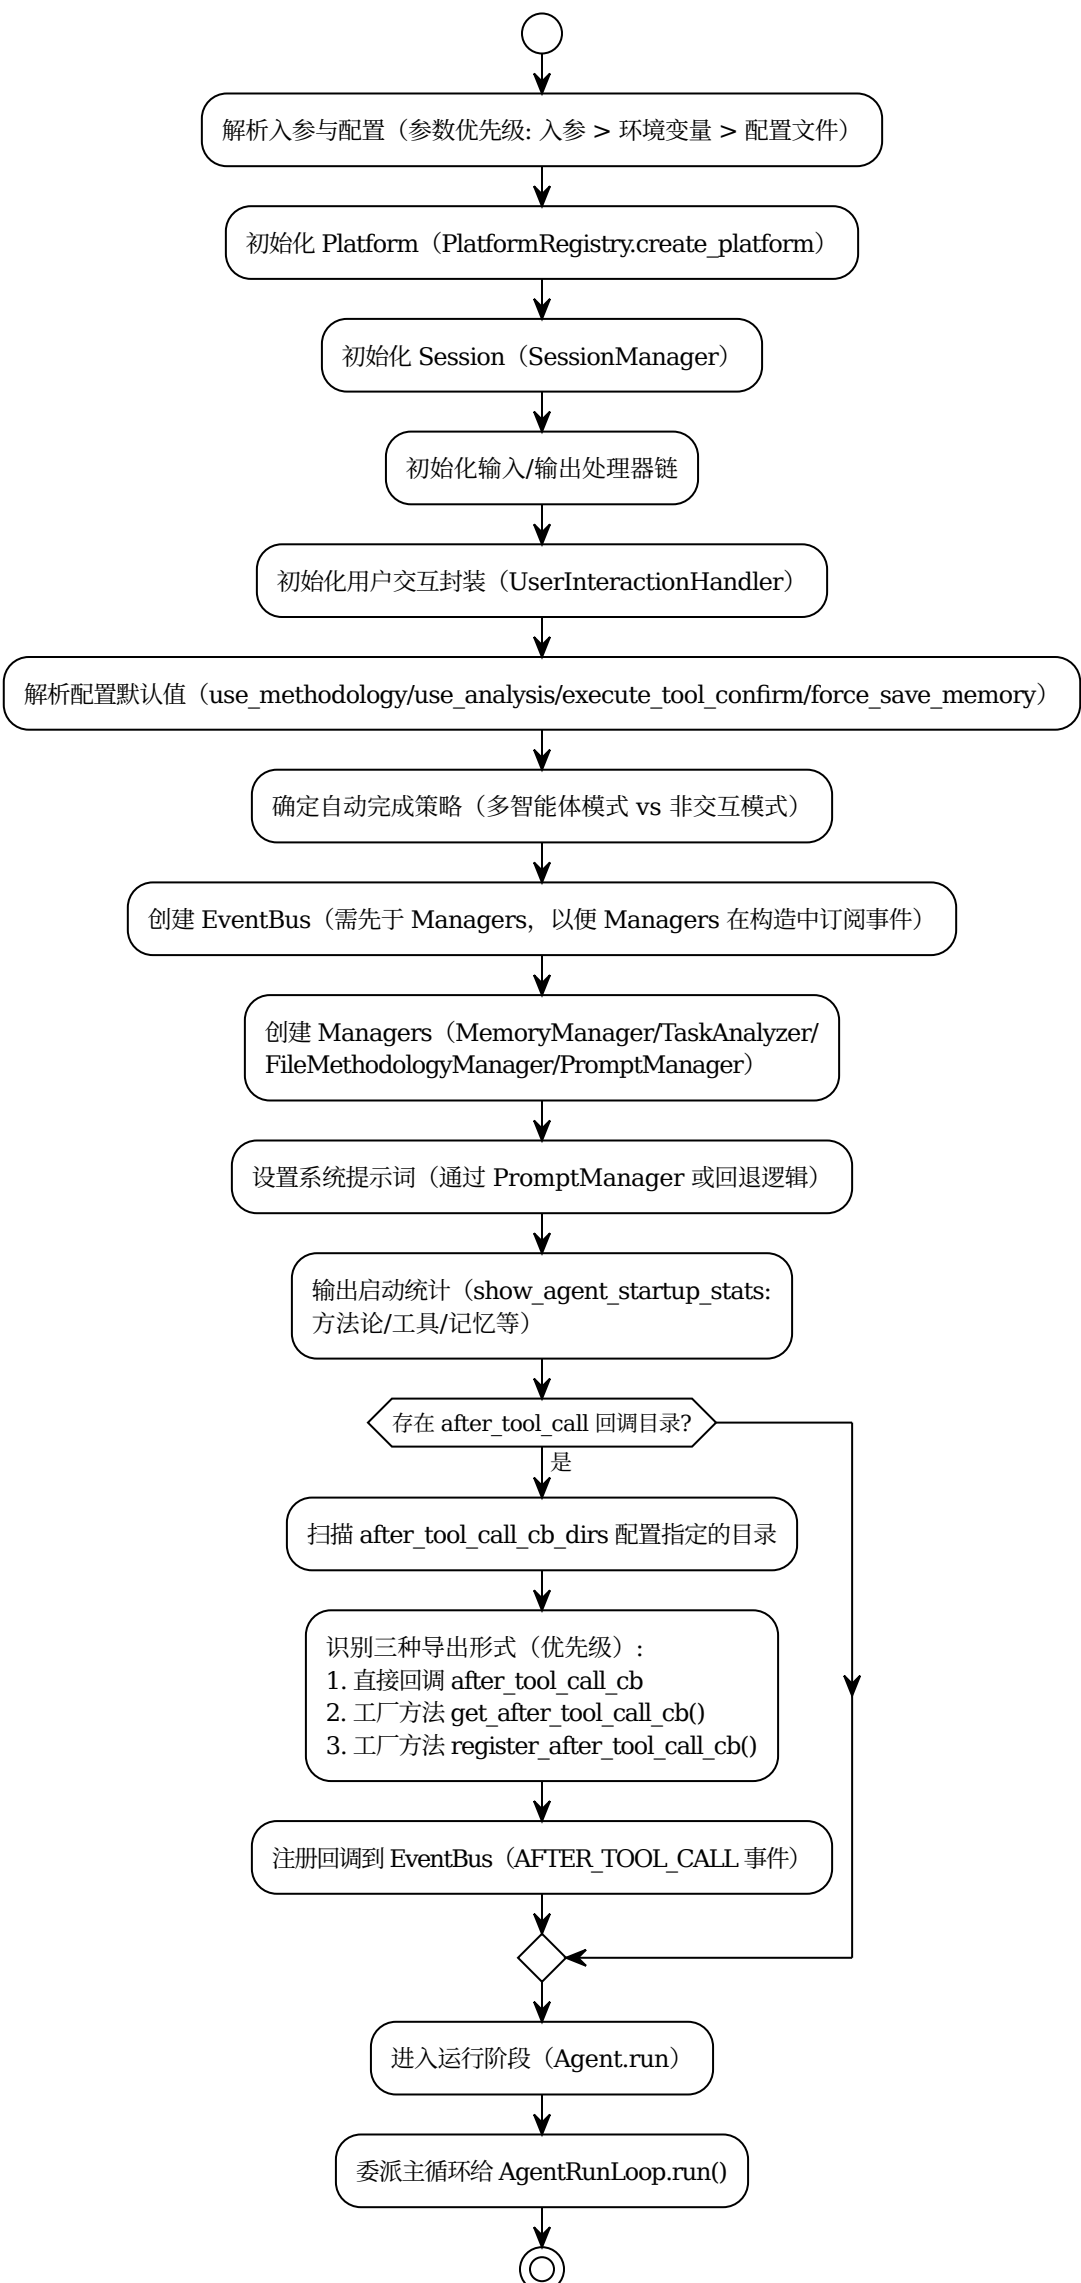 解析入参与配置（参数优先级: 入参 > 环境变量 > 配置文件）
初始化 Platform（PlatformRegistry.create_platform）
初始化 Session（SessionManager）
初始化输入/输出处理器链
初始化用户交互封装（UserInteractionHandler）
解析配置默认值（use_methodology/use_analysis/execute_tool_confirm/force_save_memory）
确定自动完成策略（多智能体模式 vs 非交互模式）
创建 EventBus（需先于 Managers，以便 Managers 在构造中订阅事件）
创建 Managers（MemoryManager/TaskAnalyzer/
FileMethodologyManager/PromptManager）
设置系统提示词（通过 PromptManager 或回退逻辑）
输出启动统计（show_agent_startup_stats:
方法论/工具/记忆等）
存在 after_tool_call 回调目录?
是
扫描 after_tool_call_cb_dirs 配置指定的目录
识别三种导出形式（优先级）:
1. 直接回调 after_tool_call_cb
2. 工厂方法 get_after_tool_call_cb()
3. 工厂方法 register_after_tool_call_cb()
注册回调到 EventBus（AFTER_TOOL_CALL 事件）
进入运行阶段（Agent.run）
委派主循环给 AgentRunLoop.run()